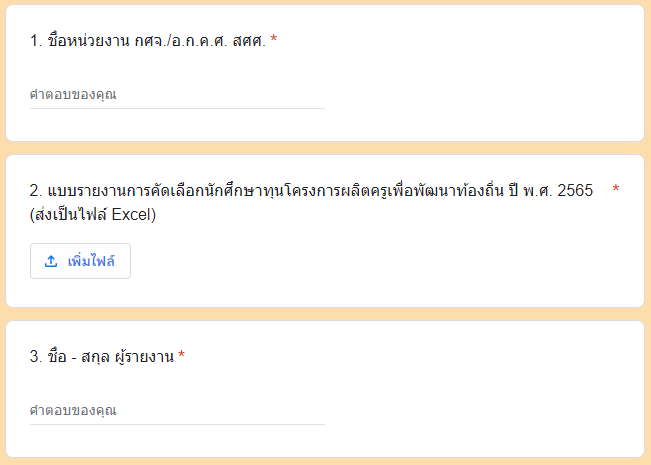 1. ชื่อหน่วยงาน กศจ./อ.ก.ค.ศ. สศศ. *
คำตอบของคุณ
2. แบบรายงานการคัดเลือกนักศึกษาทุนโครงการผลิตครูเพื่อพัฒนาท้องถิ่น ปี พ.ศ. 2565 *
(ส่งเป็นไฟล์ Excel)
เพิ่มไฟล์
3. ชื่อ - สกุล ผู้รายงาน *
คำตอบของคุณ